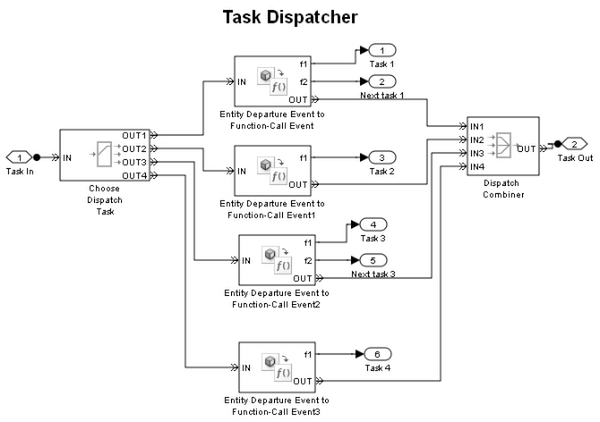 Task Dispatcher
1
Task In
IN
OUT1
OUT2
OUT3
OUT4
Choose
Dispatch
Task
IN
f()
f1
f2
OUT
Entity Departure Event to
Function-Call Event
1
Task 1
2
Next task 1
IN
f()
f1
OUT
Entity Departure Event to
Function-Call Event1
3
Task 2
IN
f()
f1
f2
OUT
Entity Departure Event to
Function-Call Event2
4
Task 3
5
Next task 3
IN
f()
f1
OUT
Entity Departure Event to
Function-Call Event3
6
Task 4
IN1
IN2
IN3
IN4
OUT
Dispatch
Combiner
2
Task Out